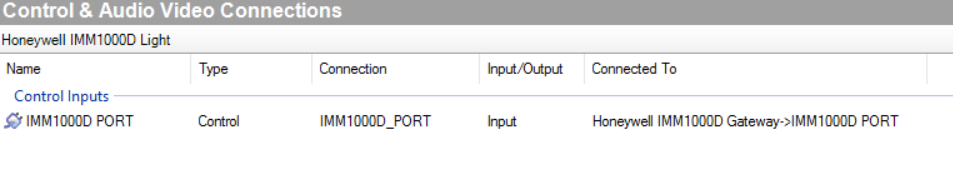 Control & Audio Video Connections
Honeywell IMM1000D Light
Name Type Connection Input/Output Connected To
Control Inputs
IMM1000D PORT Control IMM1000D_PORT Input Honeywell IMM1000D Gateway->IMM1000D PORT